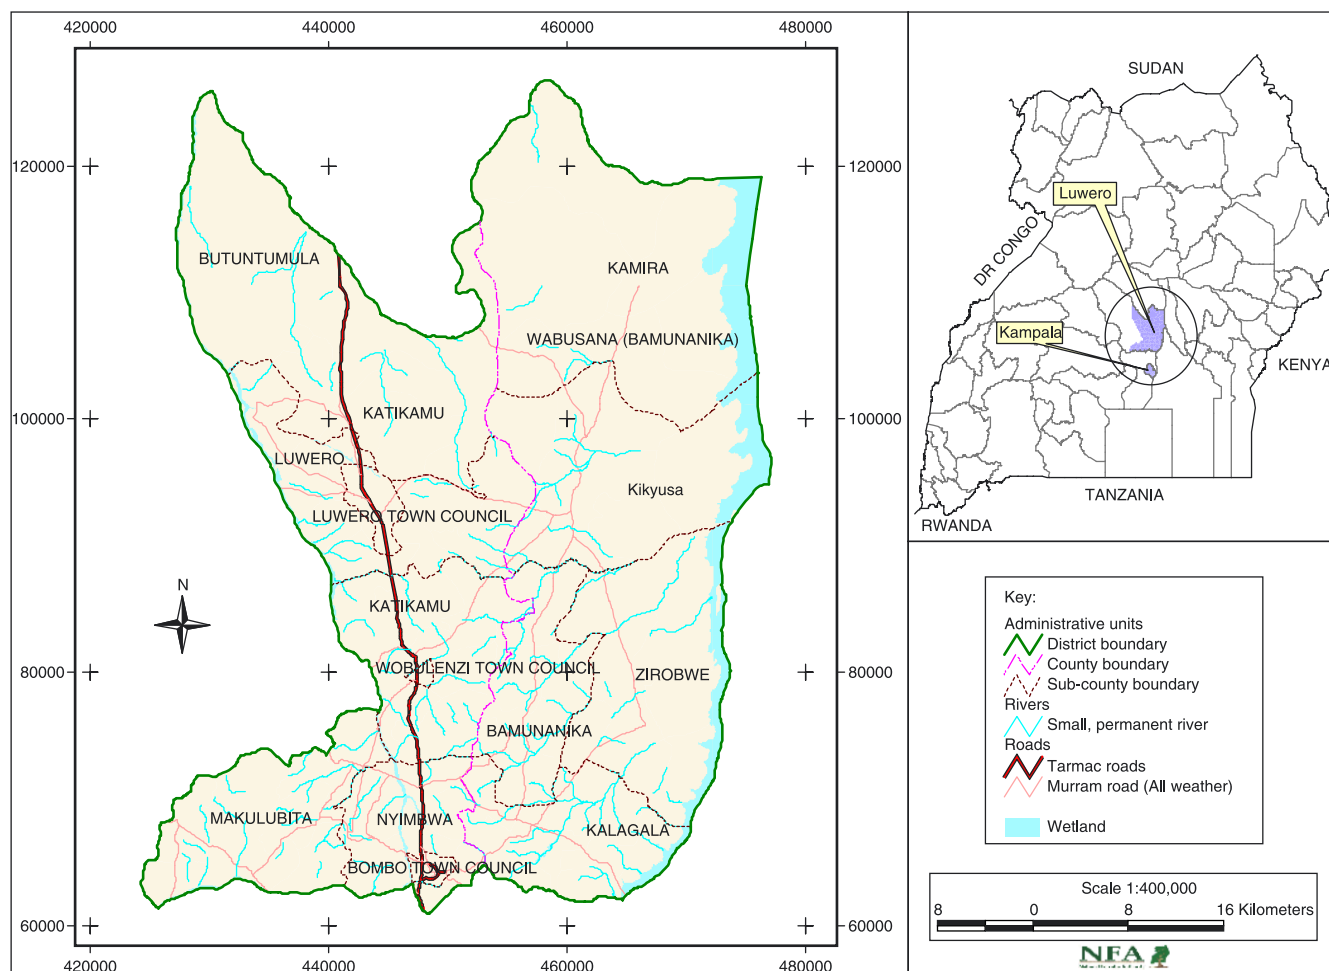 420000
440000
460000
480000
120000
120000
BUTUNTUMULA
KAMIRA
WABUSANA (BAMUNANIKA)
100000
KATIKAMU
100000
LUWERO
Kikyusa
LUWERO TOWN COUNCIL
N
KATIKAMU
80000
WOBULENZI TOWN COUNCIL
ZIROBWE
80000
BAMUNANIKA
MAKULUBITA
NYIMBWA
KALAGALA
BOMBO TOWN COUNCIL
60000
60000
420000
440000
460000
480000
SUDAN
Luwero
DR CONGO
Kampala
KENYA
TANZANIA
RWANDA
Key:
Administrative units
District boundary
County boundary
Sub-county boundary
Rivers
Small, permanent river
Roads
Tarmac roads
Murram road (All weather)
Wetland
Scale 1:400,000
8 0 8 16 Kilometers
NFA